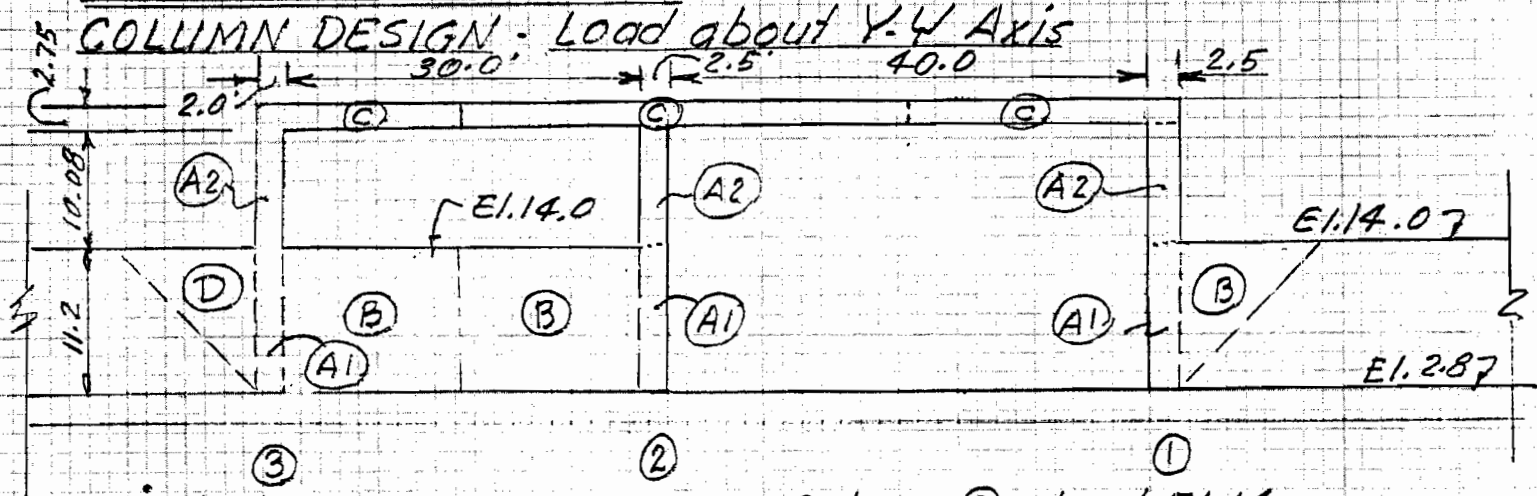 COLUMN DESIGN: Load about Y-Y Axis
2.75
2.0'
30.0'
2.5'
40.0
2.5
C
C
C
10.08
A2
A2
A2
El.14.0
El.14.07
11.2
D
B
B
B
A1
A1
A1
El.2.87
3
2
1